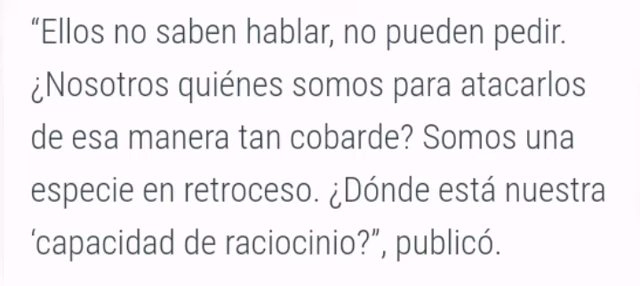 “Ellos no saben hablar, no pueden pedir.
¿Nosotros quiénes somos para atacarlos
de esa manera tan cobarde? Somos una
especie en retroceso. ¿Dónde está nuestra
‘capacidad de raciocinio?”, publicó.